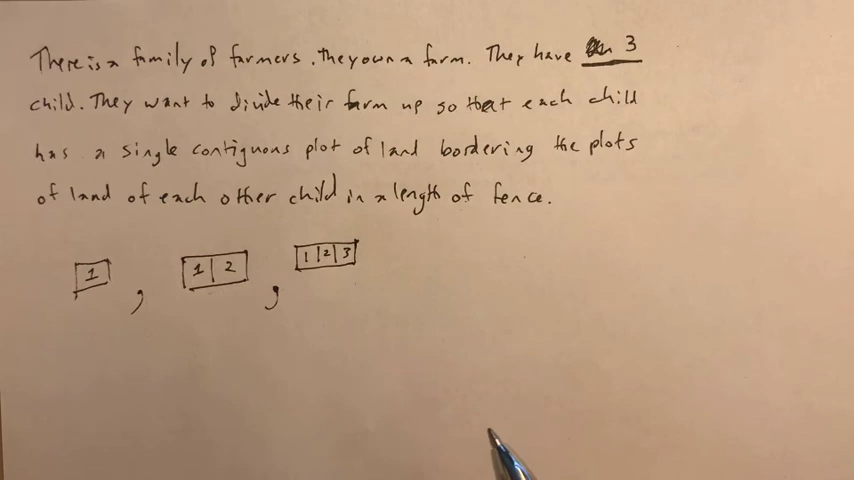 There is a family of farmers. they own a farm. They have 3
child. They want to divide their farm up so that each child
has a single contiguous plot of land bordering the plots
of land of each other child in a length of fence.
1 , 1 2 , 1 2 3